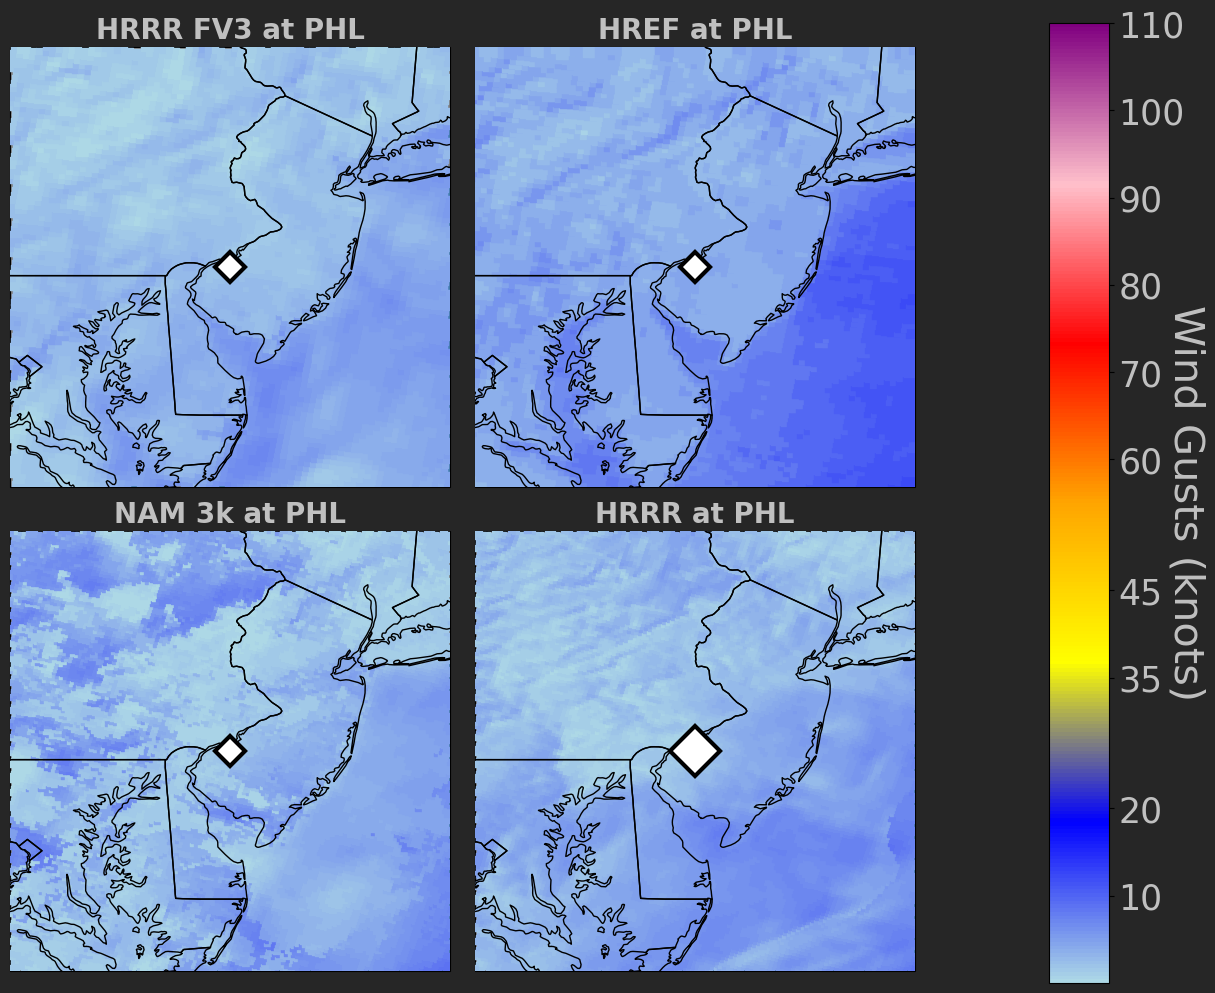 HRRR FV3 at PHL
HREF at PHL
NAM 3k at PHL
HRRR at PHL
110
100
90
80
70
60
45
35
20
10
Wind Gusts (knots)